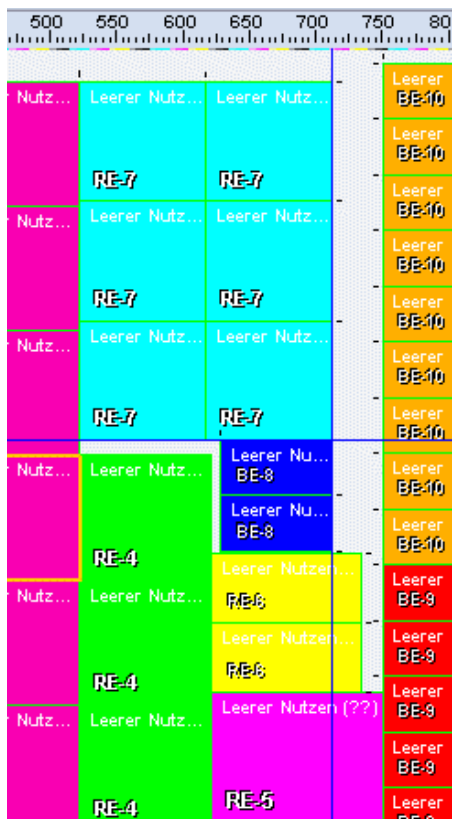 500 550 600 650 700 750 80
r Nutz... Leerer Nutz... Leerer Nutz... Leerer
BE-10
Leerer
BE-10
RE-7 RE-7
Leerer
BE-10
Nutz... Leerer Nutz... Leerer Nutz...
Leerer
BE-10
RE-7 RE-7
Leerer
BE-10
Nutz... Leerer Nutz... Leerer Nutz...
Leerer
BE-10
RE-7 RE-7
Leerer
BE-10
Leerer Nu...
BE-8
Nutz... Leerer Nutz... Leerer
BE-10
Leerer Nu...
BE-8
Leerer
BE-10
RE-4
Leerer Nutzen... Leerer
BE-9
Nutz... Leerer Nutz... RE-6
Leerer Nutzen... Leerer
BE-9
RE-4 RE-6
Leerer Nutzen (??) Leerer
BE-9
Nutz... Leerer Nutz...
Leerer
BE-9
RE-4 RE-5 Leerer